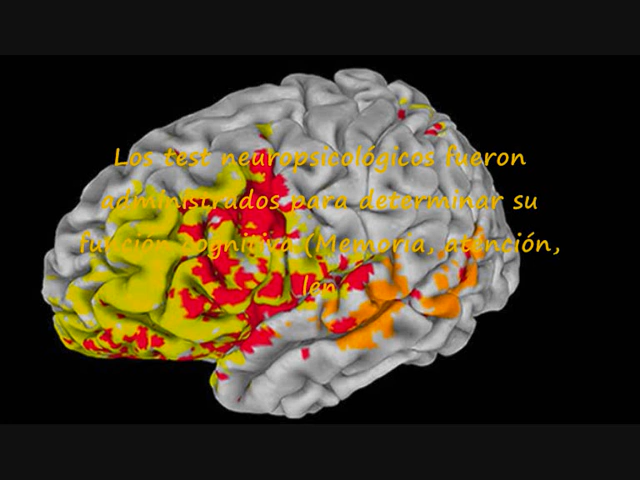 Los test neuropsicológicos fueron
administrados para determinar su
función cognitiva (Memoria, atención,
len